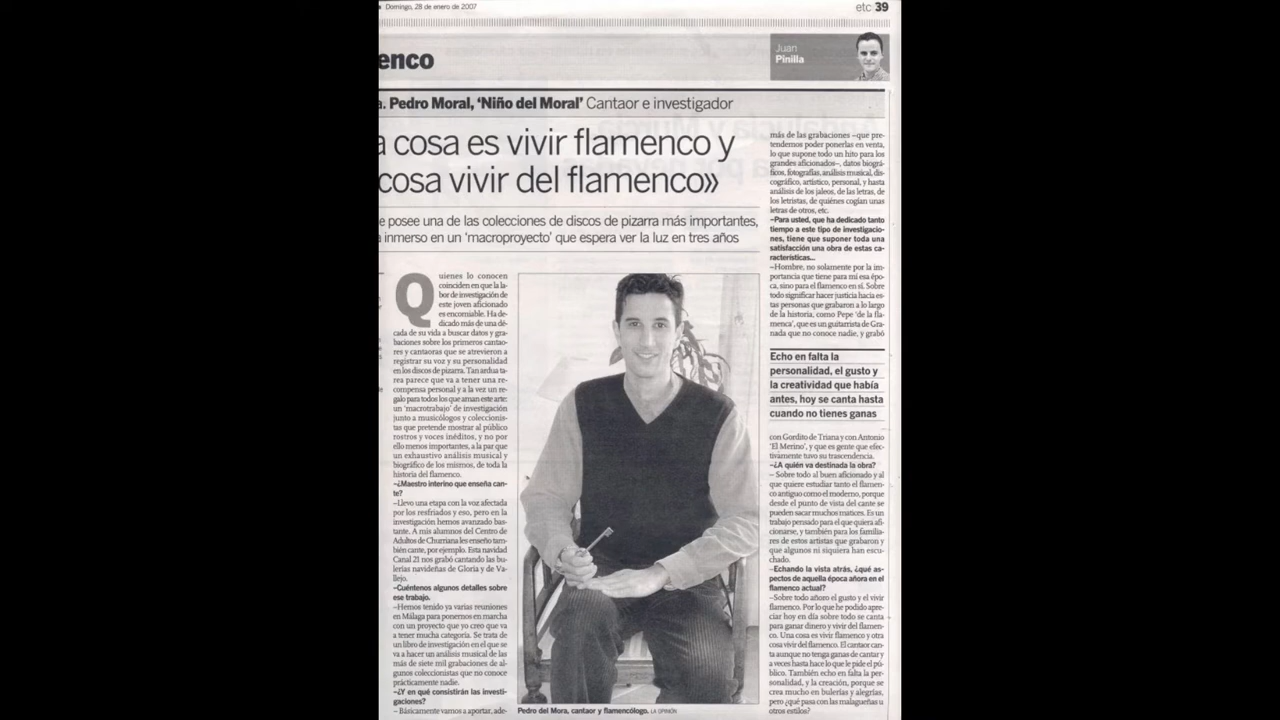 Domingo, 28 de enero de 2007
etc 39
enco
Juan
Pinilla
a. Pedro Moral, ‘Niño del Moral’ Cantaor e investigador
a cosa es vivir flamenco y
cosa vivir del flamenco»
e posee una de las colecciones de discos de pizarra más importantes,
a inmerso en un ‘macroproyecto’ que espera ver la luz en tres años
Quienes lo conocen
coinciden en que la la-
bor de investigación de
este joven aficionado
es encomiable. Ha de-
dicado más de una dé-
cada de su vida a buscar datos y gra-
baciones sobre los primeros cantao-
res y cantaoras que se atrevieron a
registrar su voz y su personalidad
en los discos de pizarra. Tan ardua ta-
rea parece que va a tener una re-
compensa personal y a la vez un re-
galo para todos los que aman este arte:
un ‘macrotrabajo’ de investigación
junto a musicólogos y coleccionis-
tas que pretende mostrar al público
rostros y voces inéditos, y no por
ello menos importantes, a la par que
un exhaustivo análisis musical y
biográfico de los mismos, de toda la
historia del flamenco.
–¿Maestro interino que enseña can-
te?
–Llevo una etapa con la voz afectada
por los resfriados y eso, pero en la
investigación hemos avanzado bas-
tante. A mis alumnos del Centro de
Adultos de Churriana les enseño tam-
bién cante, por ejemplo. Esta navidad
Canal 21 nos grabó cantando las bu-
lerías navideñas de Gloria y de Va-
llejo.
–Cuéntenos algunos detalles sobre
ese trabajo.
–Hemos tenido ya varias reuniones
en Málaga para ponernos en marcha
con un proyecto que yo creo que va
a tener mucha categoría. Se trata de
un libro de investigación en el que se
va a hacer un análisis musical de las
más de siete mil grabaciones de al-
gunos coleccionistas que no conoce
prácticamente nadie.
–¿Y en qué consistirán las investi-
gaciones?
– Básicamente vamos a aportar, ade-
Pedro del Mora, cantaor y flamencólogo. LA OPINIÓN
más de las grabaciones –que pre-
tendemos poder ponerlas en venta,
lo que supone todo un hito para los
grandes aficionados–, datos biográ-
ficos, fotografías, análisis musical, dis-
cográfico, artístico, personal, y hasta
análisis de los jaleos, de las letras, de
los letristas, de quiénes cogían unas
letras de otros, etc.
–Para usted, que ha dedicado tanto
tiempo a este tipo de investigacio-
nes, tiene que suponer toda una
satisfacción una obra de estas ca-
racterísticas...
–Hombre, no solamente por la im-
portancia que tiene para mí esa épo-
ca, sino para el flamenco en sí. Sobre
todo significar hacer justicia hacia es-
tas personas que grabaron a lo largo
de la historia, como Pepe ‘de la fla-
menca’, que es un guitarrista de Gra-
nada que no conoce nadie, y grabó
Echo en falta la
personalidad, el gusto y
la creatividad que había
antes, hoy se canta hasta
cuando no tienes ganas
con Gordito de Triana y con Antonio
‘El Merino’, y que es gente que efec-
tivamente tuvo su trascendencia.
–¿A quién va destinada la obra?
– Sobre todo al buen aficionado y al
que quiere estudiar tanto el flamen-
co antiguo como el moderno, porque
desde el punto de vista del cante se
pueden sacar muchos matices. Es un
trabajo pensado para el que quiera afi-
cionarse, y también para los familia-
res de estos artistas que grabaron y
que algunos ni siquiera han escu-
chado.
–Echando la vista atrás, ¿qué as-
pectos de aquella época añora en el
flamenco actual?
–Sobre todo añoro el gusto y el vivir
flamenco. Por lo que he podido apre-
ciar hoy en día sobre todo se canta
para ganar dinero y vivir del flamen-
co. Una cosa es vivir flamenco y otra
cosa vivir del flamenco. El cantaor can-
ta aunque no tenga ganas de cantar y
a veces hasta hace lo que le pide el pú-
blico. También echo en falta la per-
sonalidad, y la creación, porque se
crea mucho en bulerías y alegrías,
pero ¿qué pasa con las malagueñas u
otros estilos?